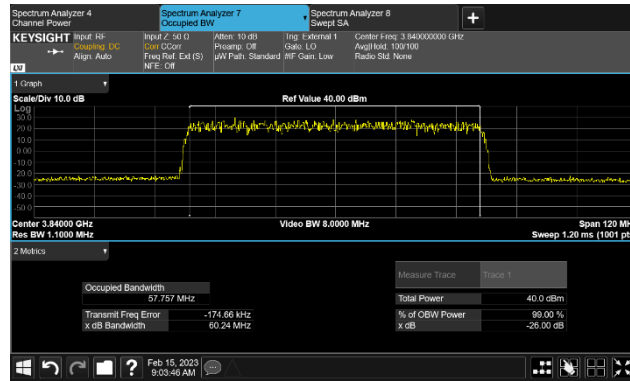 Spectrum Analyzer 4
Channel Power
Spectrum Analyzer 7
Occupied BW
Spectrum Analyzer 8
Swept SA
+
KEYSIGHT
Input: RF
Coupling: DC
Align: Auto
Input Z: 50 Ω
Corr CCorr
Freq Ref: Ext (S)
NFE: Off
Atten: 10 dB
Preamp: Off
µW Path: Standard
Trig: External 1
Gate: LO
#IF Gain: Low
Center Freq: 3.840000000 GHz
Avg|Hold: 100/100
Radio Std: None
LXI
1 Graph
Scale/Div 10.0 dB
Ref Value 40.00 dBm
Log
30.0
20.0
10.0
0.00
-10.0
-20.0
-30.0
-40.0
-50.0
Center 3.84000 GHz
Video BW 8.0000 MHz
Span 120 MH
Res BW 1.1000 MHz
Sweep 1.20 ms (1001 pt
2 Metrics
Measure Trace
Trace 1
Occupied Bandwidth
57.757 MHz
Total Power
40.0 dBm
Transmit Freq Error
-174.66 kHz
% of OBW Power
99.00 %
x dB Bandwidth
60.24 MHz
x dB
-26.00 dB
?
Feb 15, 2023
9:03:46 AM